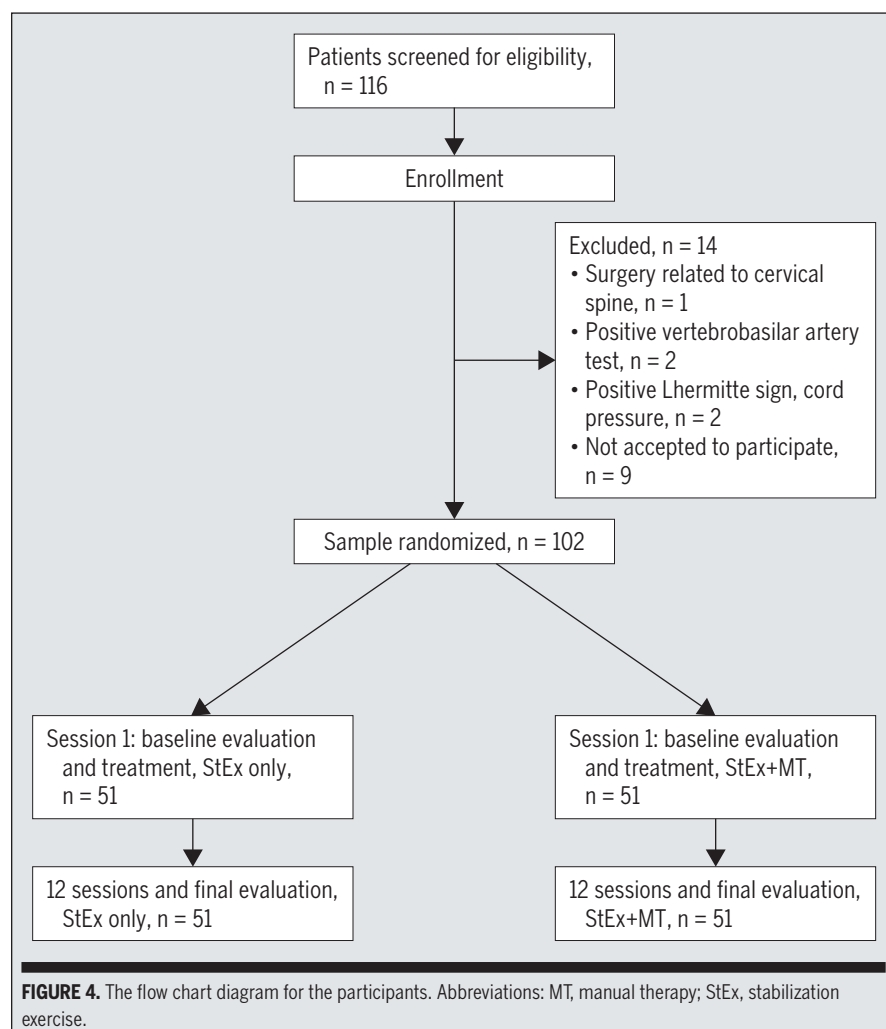 Patients screened for eligibility,
n = 116
Enrollment
Excluded, n = 14
• Surgery related to cervical
spine, n = 1
• Positive vertebrobasilar artery
test, n = 2
• Positive Lhermitte sign, cord
pressure, n = 2
• Not accepted to participate,
n = 9
Sample randomized, n = 102
Session 1: baseline evaluation
and treatment, StEx only,
n = 51
Session 1: baseline evaluation
and treatment, StEx+MT,
n = 51
12 sessions and final evaluation,
StEx only, n = 51
12 sessions and final evaluation,
StEx+MT, n = 51
FIGURE 4. The flow chart diagram for the participants. Abbreviations: MT, manual therapy; StEx, stabilization
exercise.